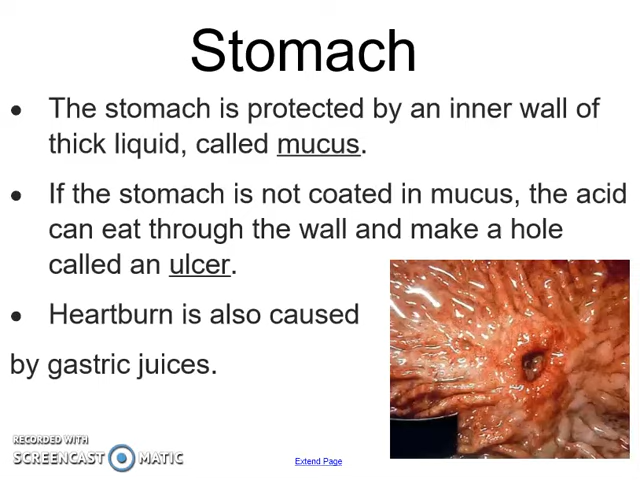 Stomach
• The stomach is protected by an inner wall of
thick liquid, called mucus.
• If the stomach is not coated in mucus, the acid
can eat through the wall and make a hole
called an ulcer.
• Heartburn is also caused
by gastric juices.
RECORDED WITH
SCREENCAST MATIC
Extend Page